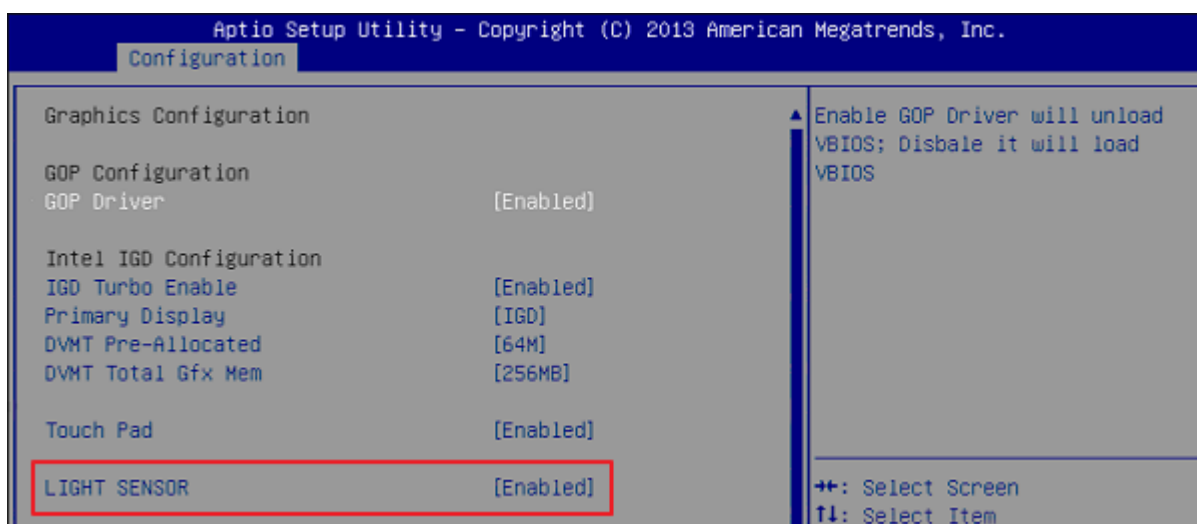 Aptio Setup Utility – Copyright (C) 2013 American Megatrends, Inc.
Configuration
Graphics Configuration
GOP Configuration
GOP Driver [Enabled]
Intel IGD Configuration
IGD Turbo Enable [Enabled]
Primary Display [IGD]
DVMT Pre-Allocated [64M]
DVMT Total Gfx Mem [256MB]
Touch Pad [Enabled]
LIGHT SENSOR [Enabled]
Enable GOP Driver will unload
VBIOS; Disbale it will load
VBIOS
→←: Select Screen
↑↓: Select Item